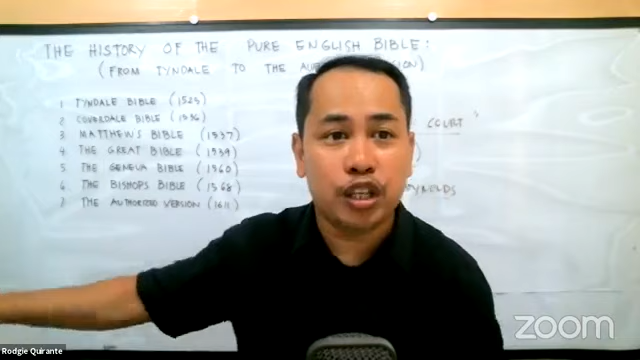 THE HISTORY OF THE PURE ENGLISH BIBLE:
(FROM TYNDALE TO THE
1 TYNDALE BIBLE (1525)
2 COVERDALE BIBLE (1536)
3 MATTHEWS BIBLE (1537)
4 THE GREAT BIBLE (1539)
5 THE GENEVA BIBLE (1560)
6 THE BISHOPS BIBLE (1568)
7 THE AUTHORIZED VERSION (1611)
COURT
zoom
Rodgie Quirante